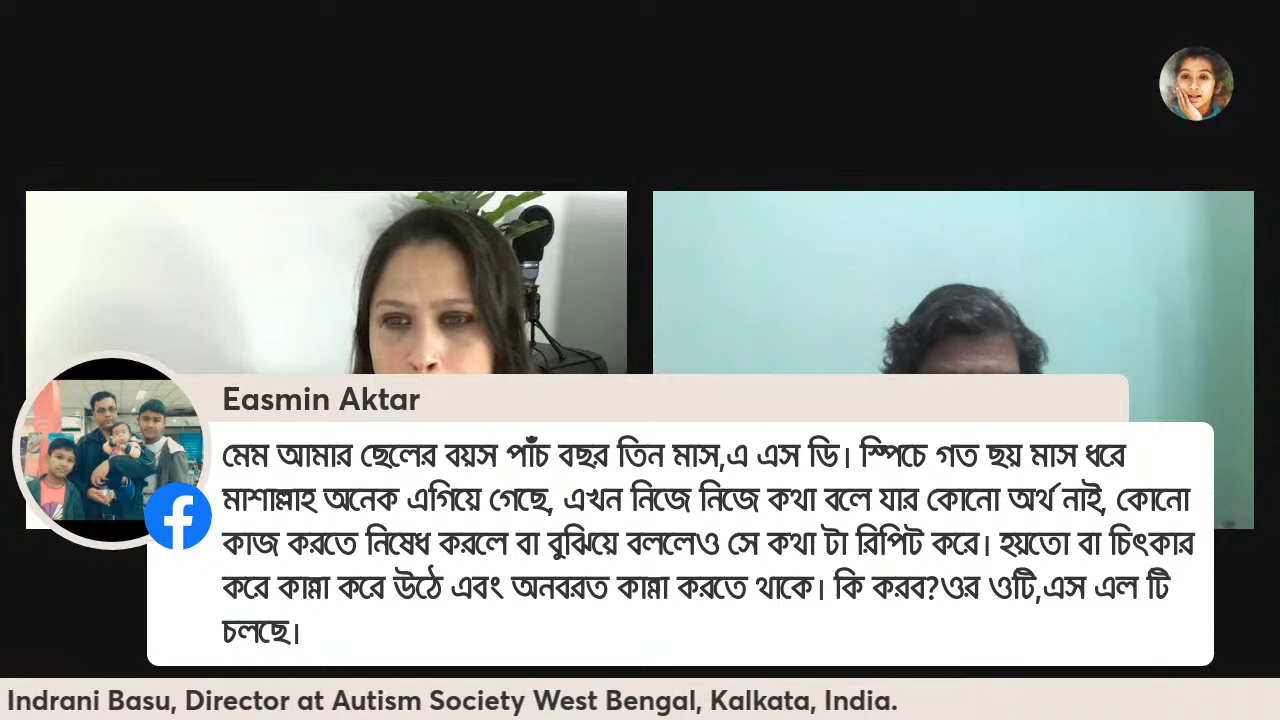 Easmin Aktar
মেম আমার ছেলের বয়স পাঁচ বছর তিন মাস,এ এস ডি। স্পিচে গত ছয় মাস ধরে
মাশাল্লাহ অনেক এগিয়ে গেছে, এখন নিজে নিজে কথা বলে যার কোনো অর্থ নাই, কোনো
কাজ করতে নিষেধ করলে বা বুঝিয়ে বললেও সে কথা টা রিপিট করে। হয়তো বা চিৎকার
করে কান্না করে উঠে এবং অনবরত কান্না করতে থাকে। কি করব?ওর ওটি,এস এল টি
চলছে।
Indrani Basu, Director at Autism Society West Bengal, Kalkata, India.